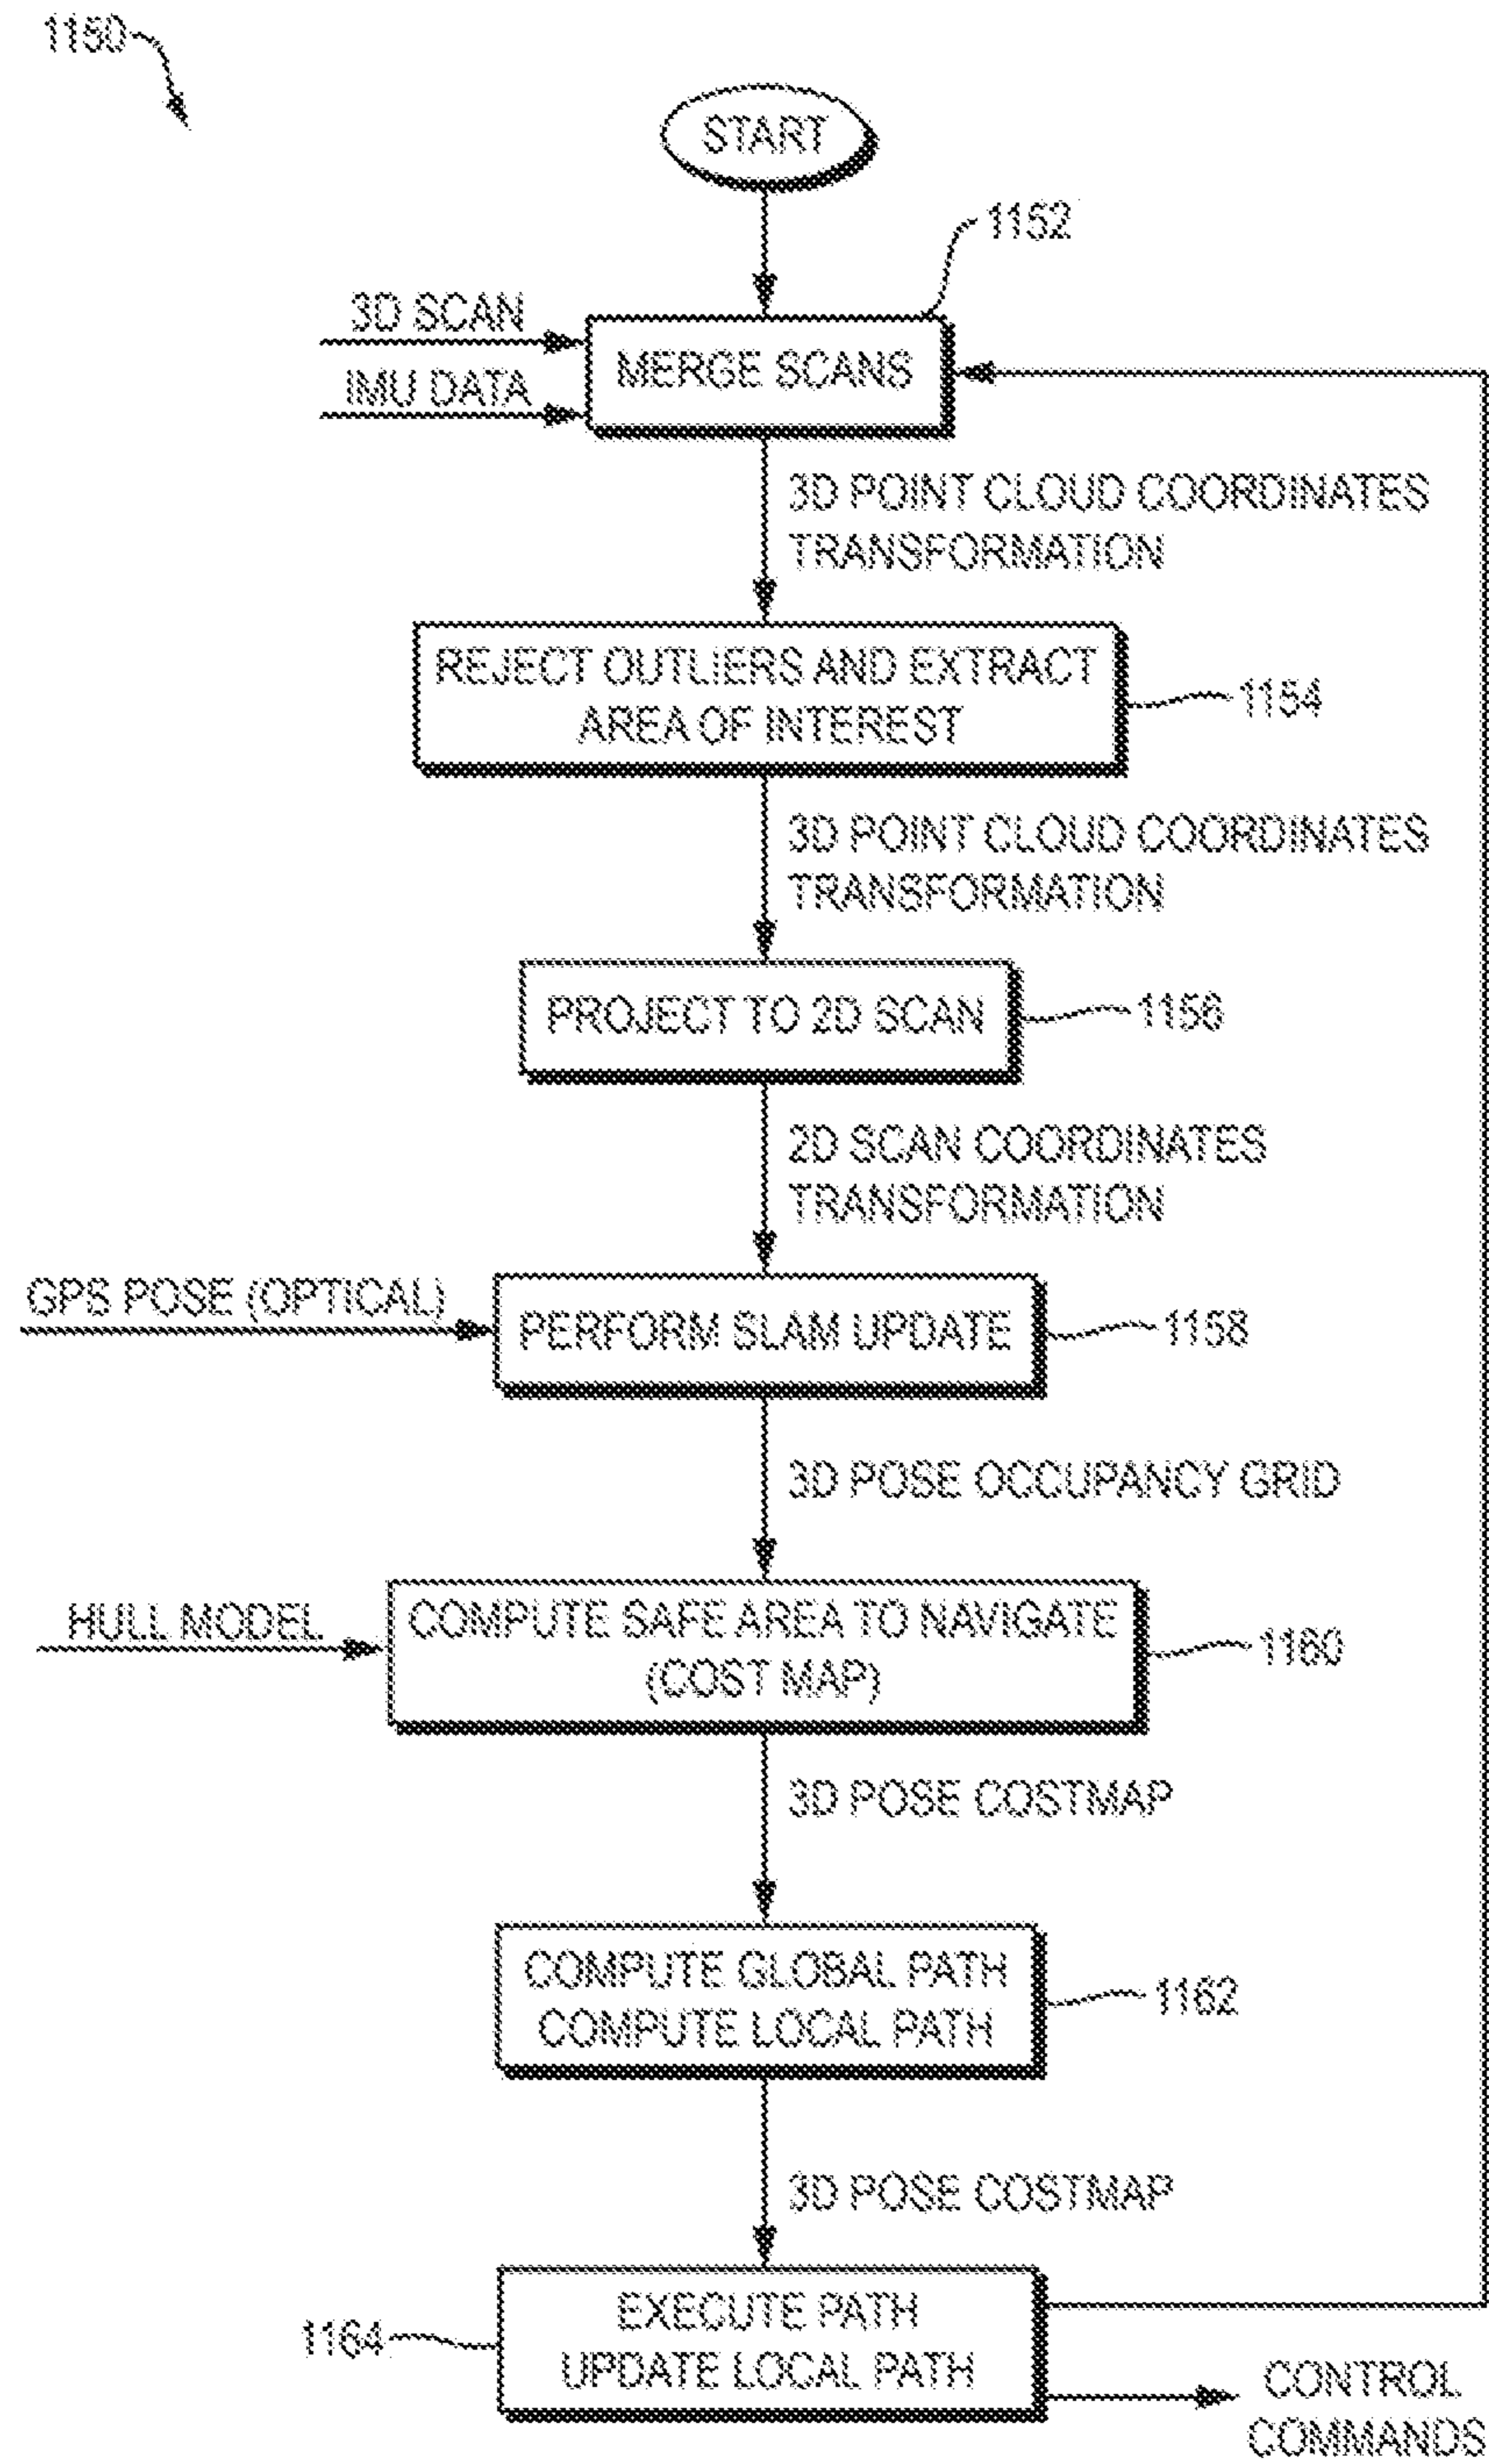 1150
START
1152
3D SCAN
IMU DATA
MERGE SCANS
3D POINT CLOUD COORDINATES
TRANSFORMATION
REJECT OUTLIERS AND EXTRACT
AREA OF INTEREST
1154
3D POINT CLOUD COORDINATES
TRANSFORMATION
PROJECT TO 2D SCAN
1156
2D SCAN COORDINATES
TRANSFORMATION
GPS POSE (OPTICAL)
PERFORM SLAM UPDATE
1158
3D POSE OCCUPANCY GRID
HULL MODEL
COMPUTE SAFE AREA TO NAVIGATE
(COST MAP)
1160
3D POSE COSTMAP
COMPUTE GLOBAL PATH
COMPUTE LOCAL PATH
1162
3D POSE COSTMAP
EXECUTE PATH
UPDATE LOCAL PATH
1164
CONTROL
COMMANDS